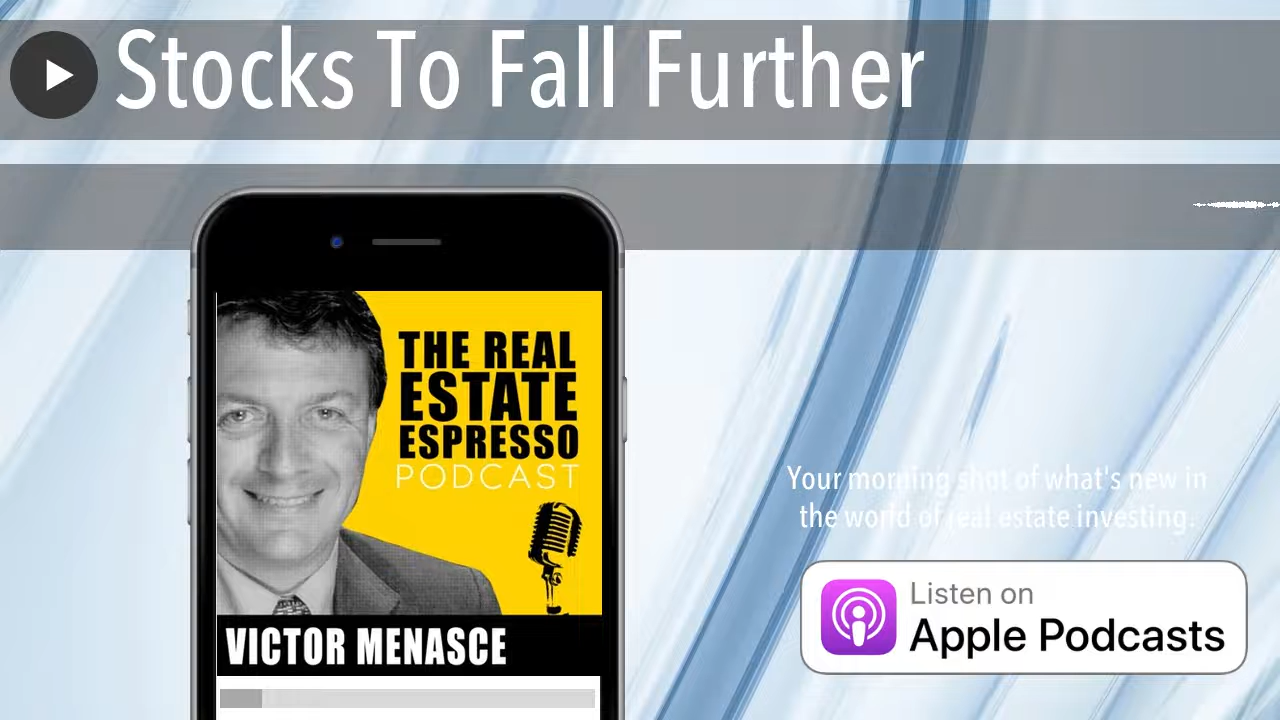 Stocks To Fall Further
THE REAL
ESTATE
ESPRESSO
PODCAST
VICTOR MENASCE
Your morning shot of what's new in
the world of real estate investing.
Listen on
Apple Podcasts